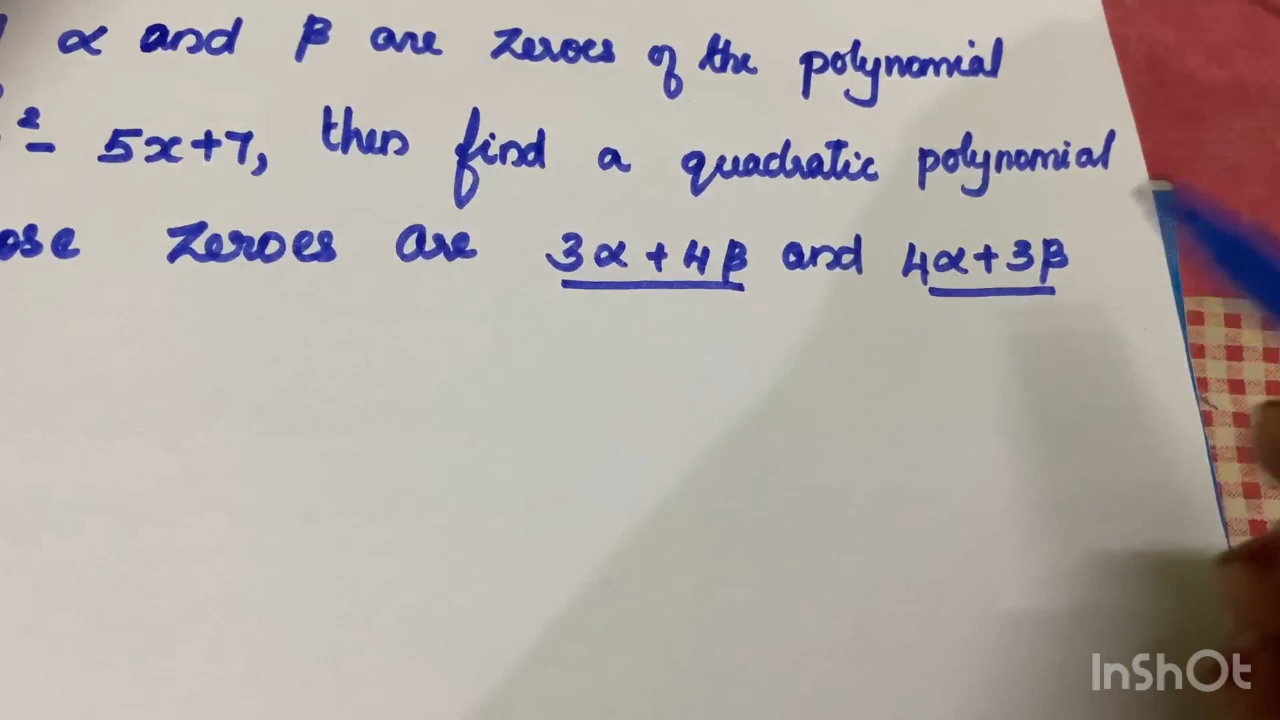 α and β are zeroes of the polynomial
² - 5x+7, then find a quadratic polynomial
ose zeroes are 3α + 4β and 4α+3β
InShOt